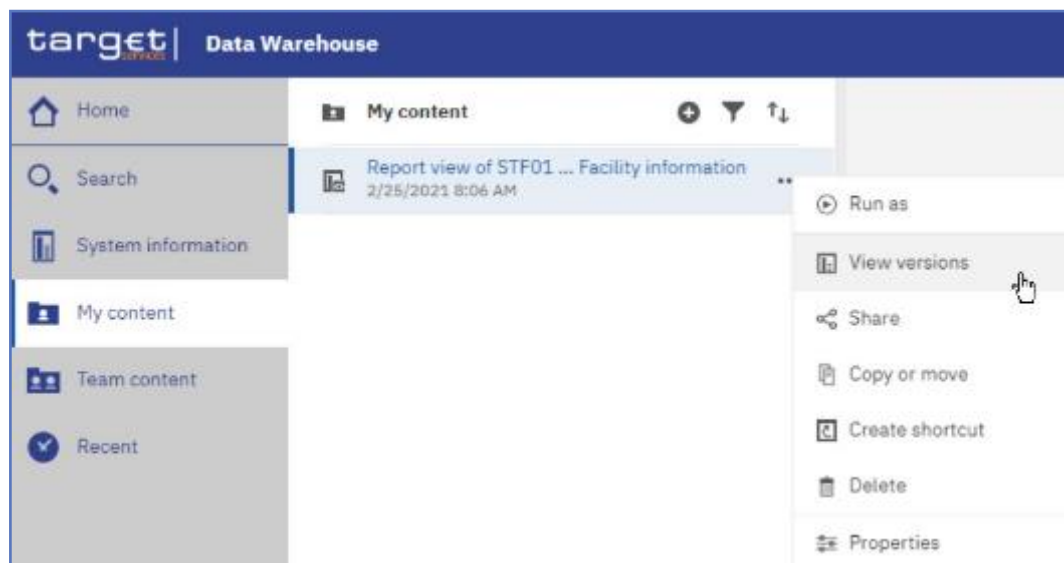 target SERVICES
Data Warehouse
Home
Search
System information
My content
Team content
Recent
My content
Report view of STF01 ... Facility information
2/25/2021 8:06 AM
Run as
View versions
Share
Copy or move
Create shortcut
Delete
Properties